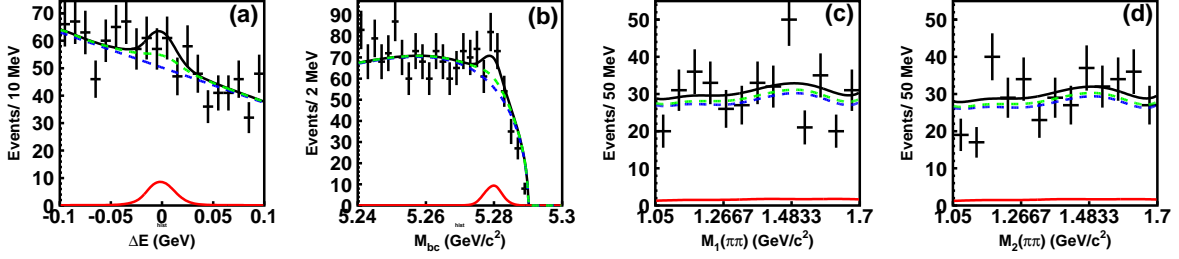 (a)
Events/ 10 MeV
70
60
50
40
30
20
10
0
-0.1 -0.05 0 0.05 0.1
hist
ΔE (GeV)
(b)
Events/ 2 MeV
90
80
70
60
50
40
30
20
10
0
5.24 5.26 5.28 5.3
hist
M_bc (GeV/c²)
(c)
Events/ 50 MeV
50
40
30
20
10
0
1.05 1.2667 1.4833 1.7
M₁(ππ) (GeV/c²)
(d)
Events/ 50 MeV
50
40
30
20
10
0
1.05 1.2667 1.4833 1.7
M₂(ππ) (GeV/c²)